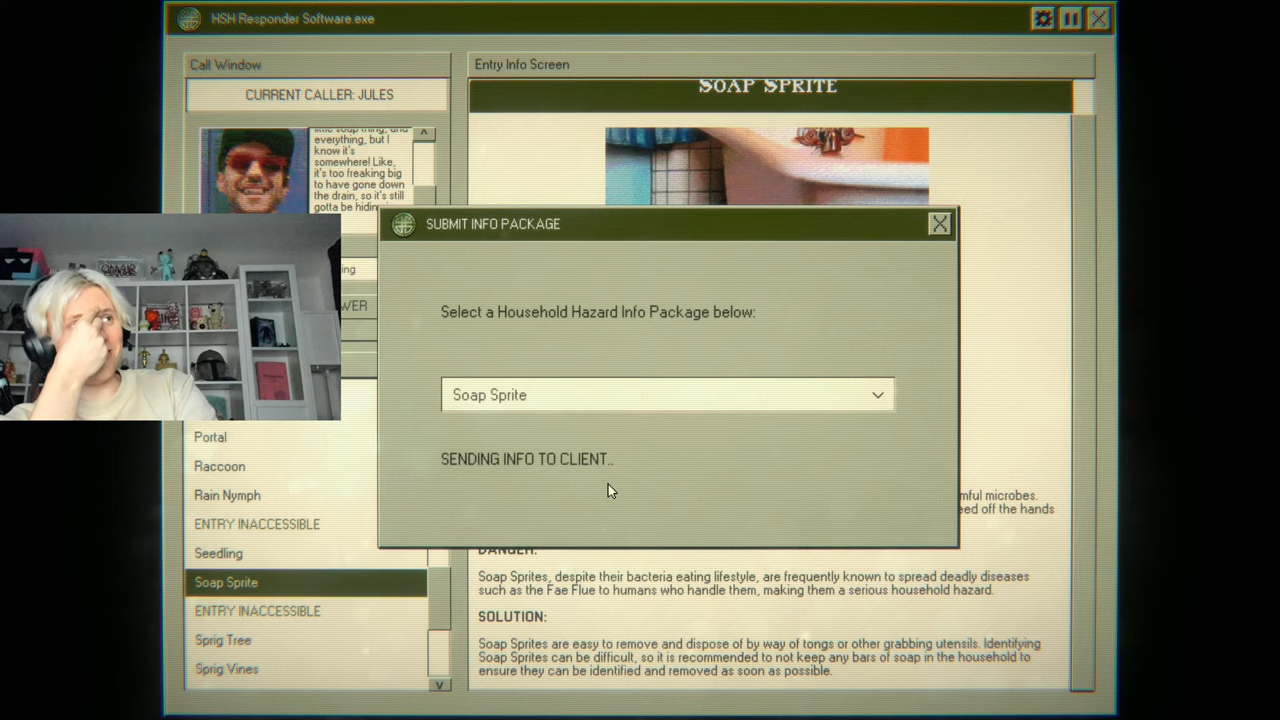 HSH Responder Software.exe
Call Window
CURRENT CALLER: JULES
little soap thing, and
everything, but I
know it's
somewhere! Like,
it's too freaking big
to have gone down
the drain, so it's still
gotta be hiding
Entry Info Screen
SOAP SPRITE
SUBMIT INFO PACKAGE
Select a Household Hazard Info Package below:
Soap Sprite
SENDING INFO TO CLIENT..
Portal
Raccoon
Rain Nymph
ENTRY INACCESSIBLE
Seedling
Soap Sprite
ENTRY INACCESSIBLE
Sprig Tree
Sprig Vines
microbes.
off the hands
DANGER:
Soap Sprites, despite their bacteria eating lifestyle, are frequently known to spread deadly diseases
such as the Fae Flue to humans who handle them, making them a serious household hazard.
SOLUTION:
Soap Sprites are easy to remove and dispose of by way of tongs or other grabbing utensils. Identifying
Soap Sprites can be difficult, so it is recommended to not keep any bars of soap in the household to
ensure they can be identified and removed as soon as possible.